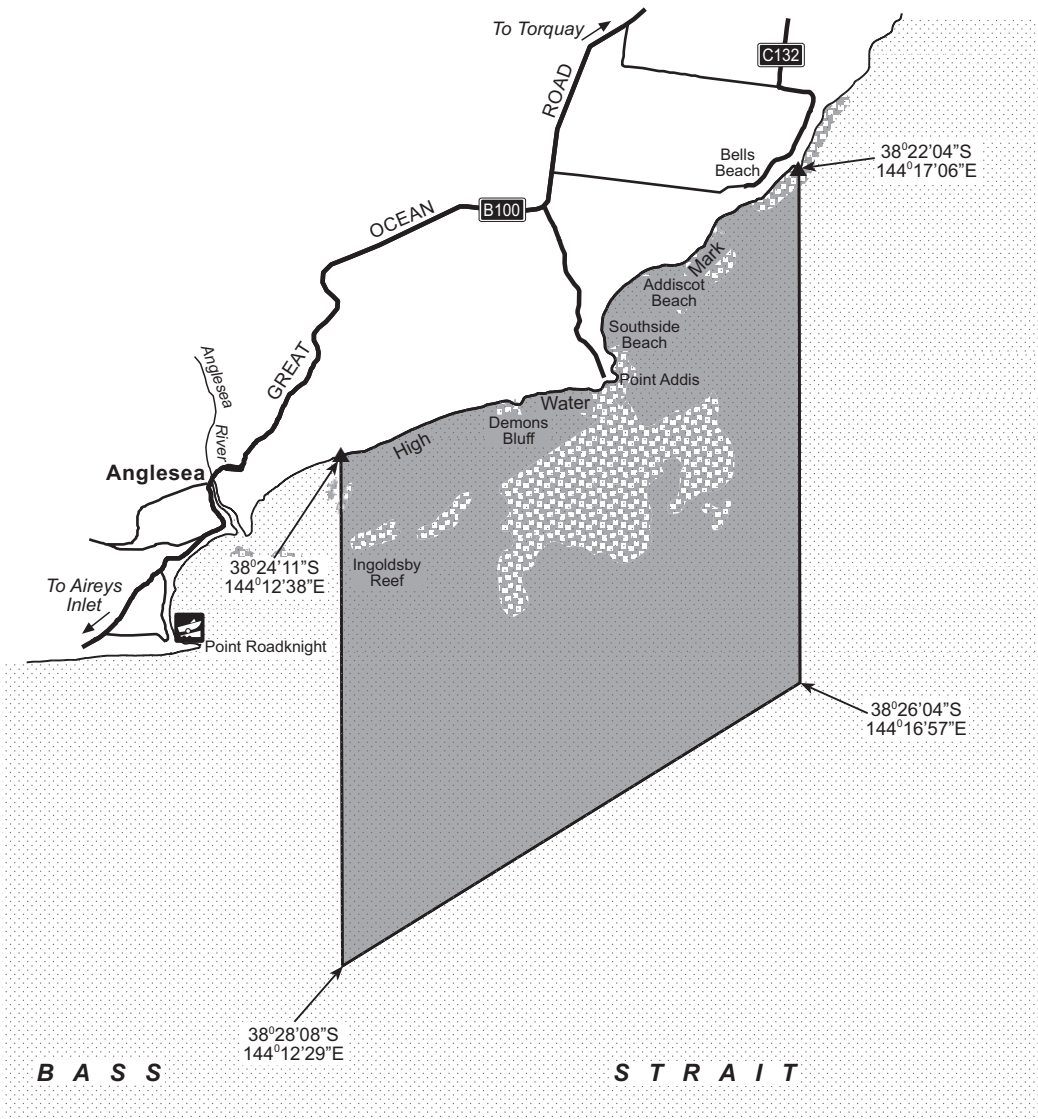 To Torquay
C132
ROAD
Bells
Beach
38⁰22’04”S
144⁰17’06”E
OCEAN
B100
Mark
Addiscot
Beach
Southside
Beach
GREAT
Anglesea
River
Point Addis
Water
Demons
Bluff
High
Anglesea
38⁰24’11”S
144⁰12’38”E
Ingoldsby
Reef
To Aireys
Inlet
Point Roadknight
38⁰26’04”S
144⁰16’57”E
38⁰28’08”S
144⁰12’29”E
BASS STRAIT